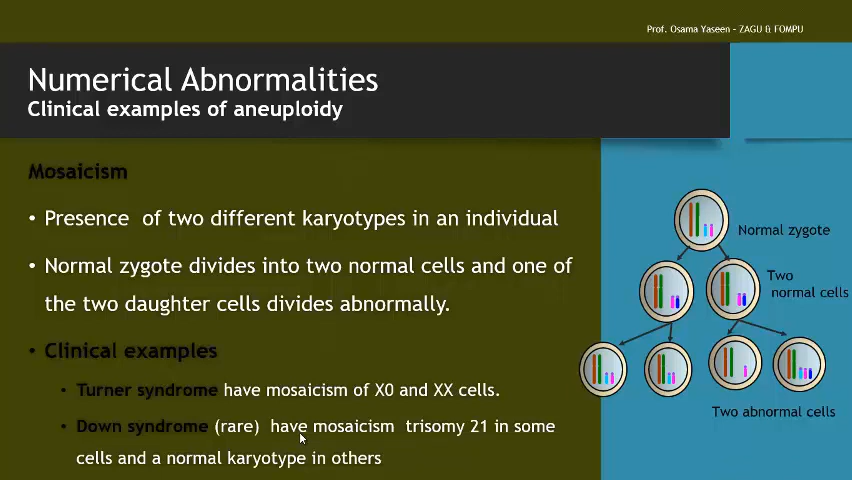 Prof. Osama Yaseen – ZAGU & FOMPU
Numerical Abnormalities
Clinical examples of aneuploidy
Mosaicism
• Presence of two different karyotypes in an individual
• Normal zygote divides into two normal cells and one of
the two daughter cells divides abnormally.
• Clinical examples
• Turner syndrome have mosaicism of X0 and XX cells.
• Down syndrome (rare) have mosaicism trisomy 21 in some
cells and a normal karyotype in others
Normal zygote
Two
normal cells
Two abnormal cells